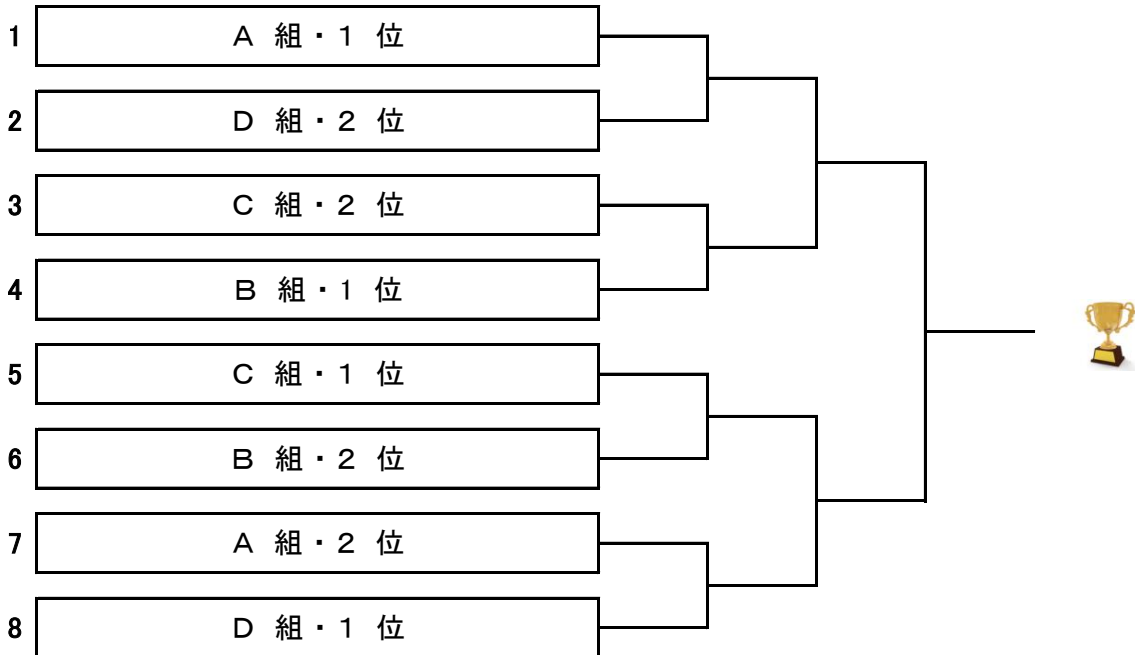 1 A 組・1 位
2 D 組・2 位
3 C 組・2 位
4 B 組・1 位
5 C 組・1 位
6 B 組・2 位
7 A 組・2 位
8 D 組・1 位